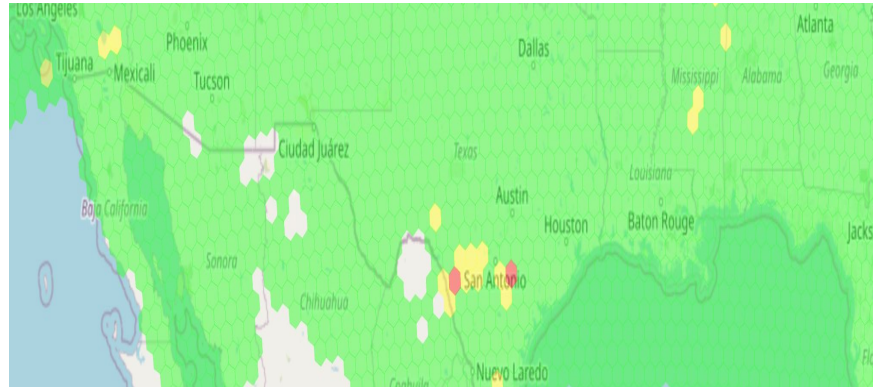 Los Angeles
Atlanta
Phoenix
Dallas
Tijuana
Mexicali
Mississippi
Alabama
Georgia
Tucson
Ciudad Juárez
Texas
Louisiana
Austin
Baja California
Houston
Baton Rouge
Jacks
Sonora
San Antonio
Chihuahua
Nuevo Laredo
Coahuila